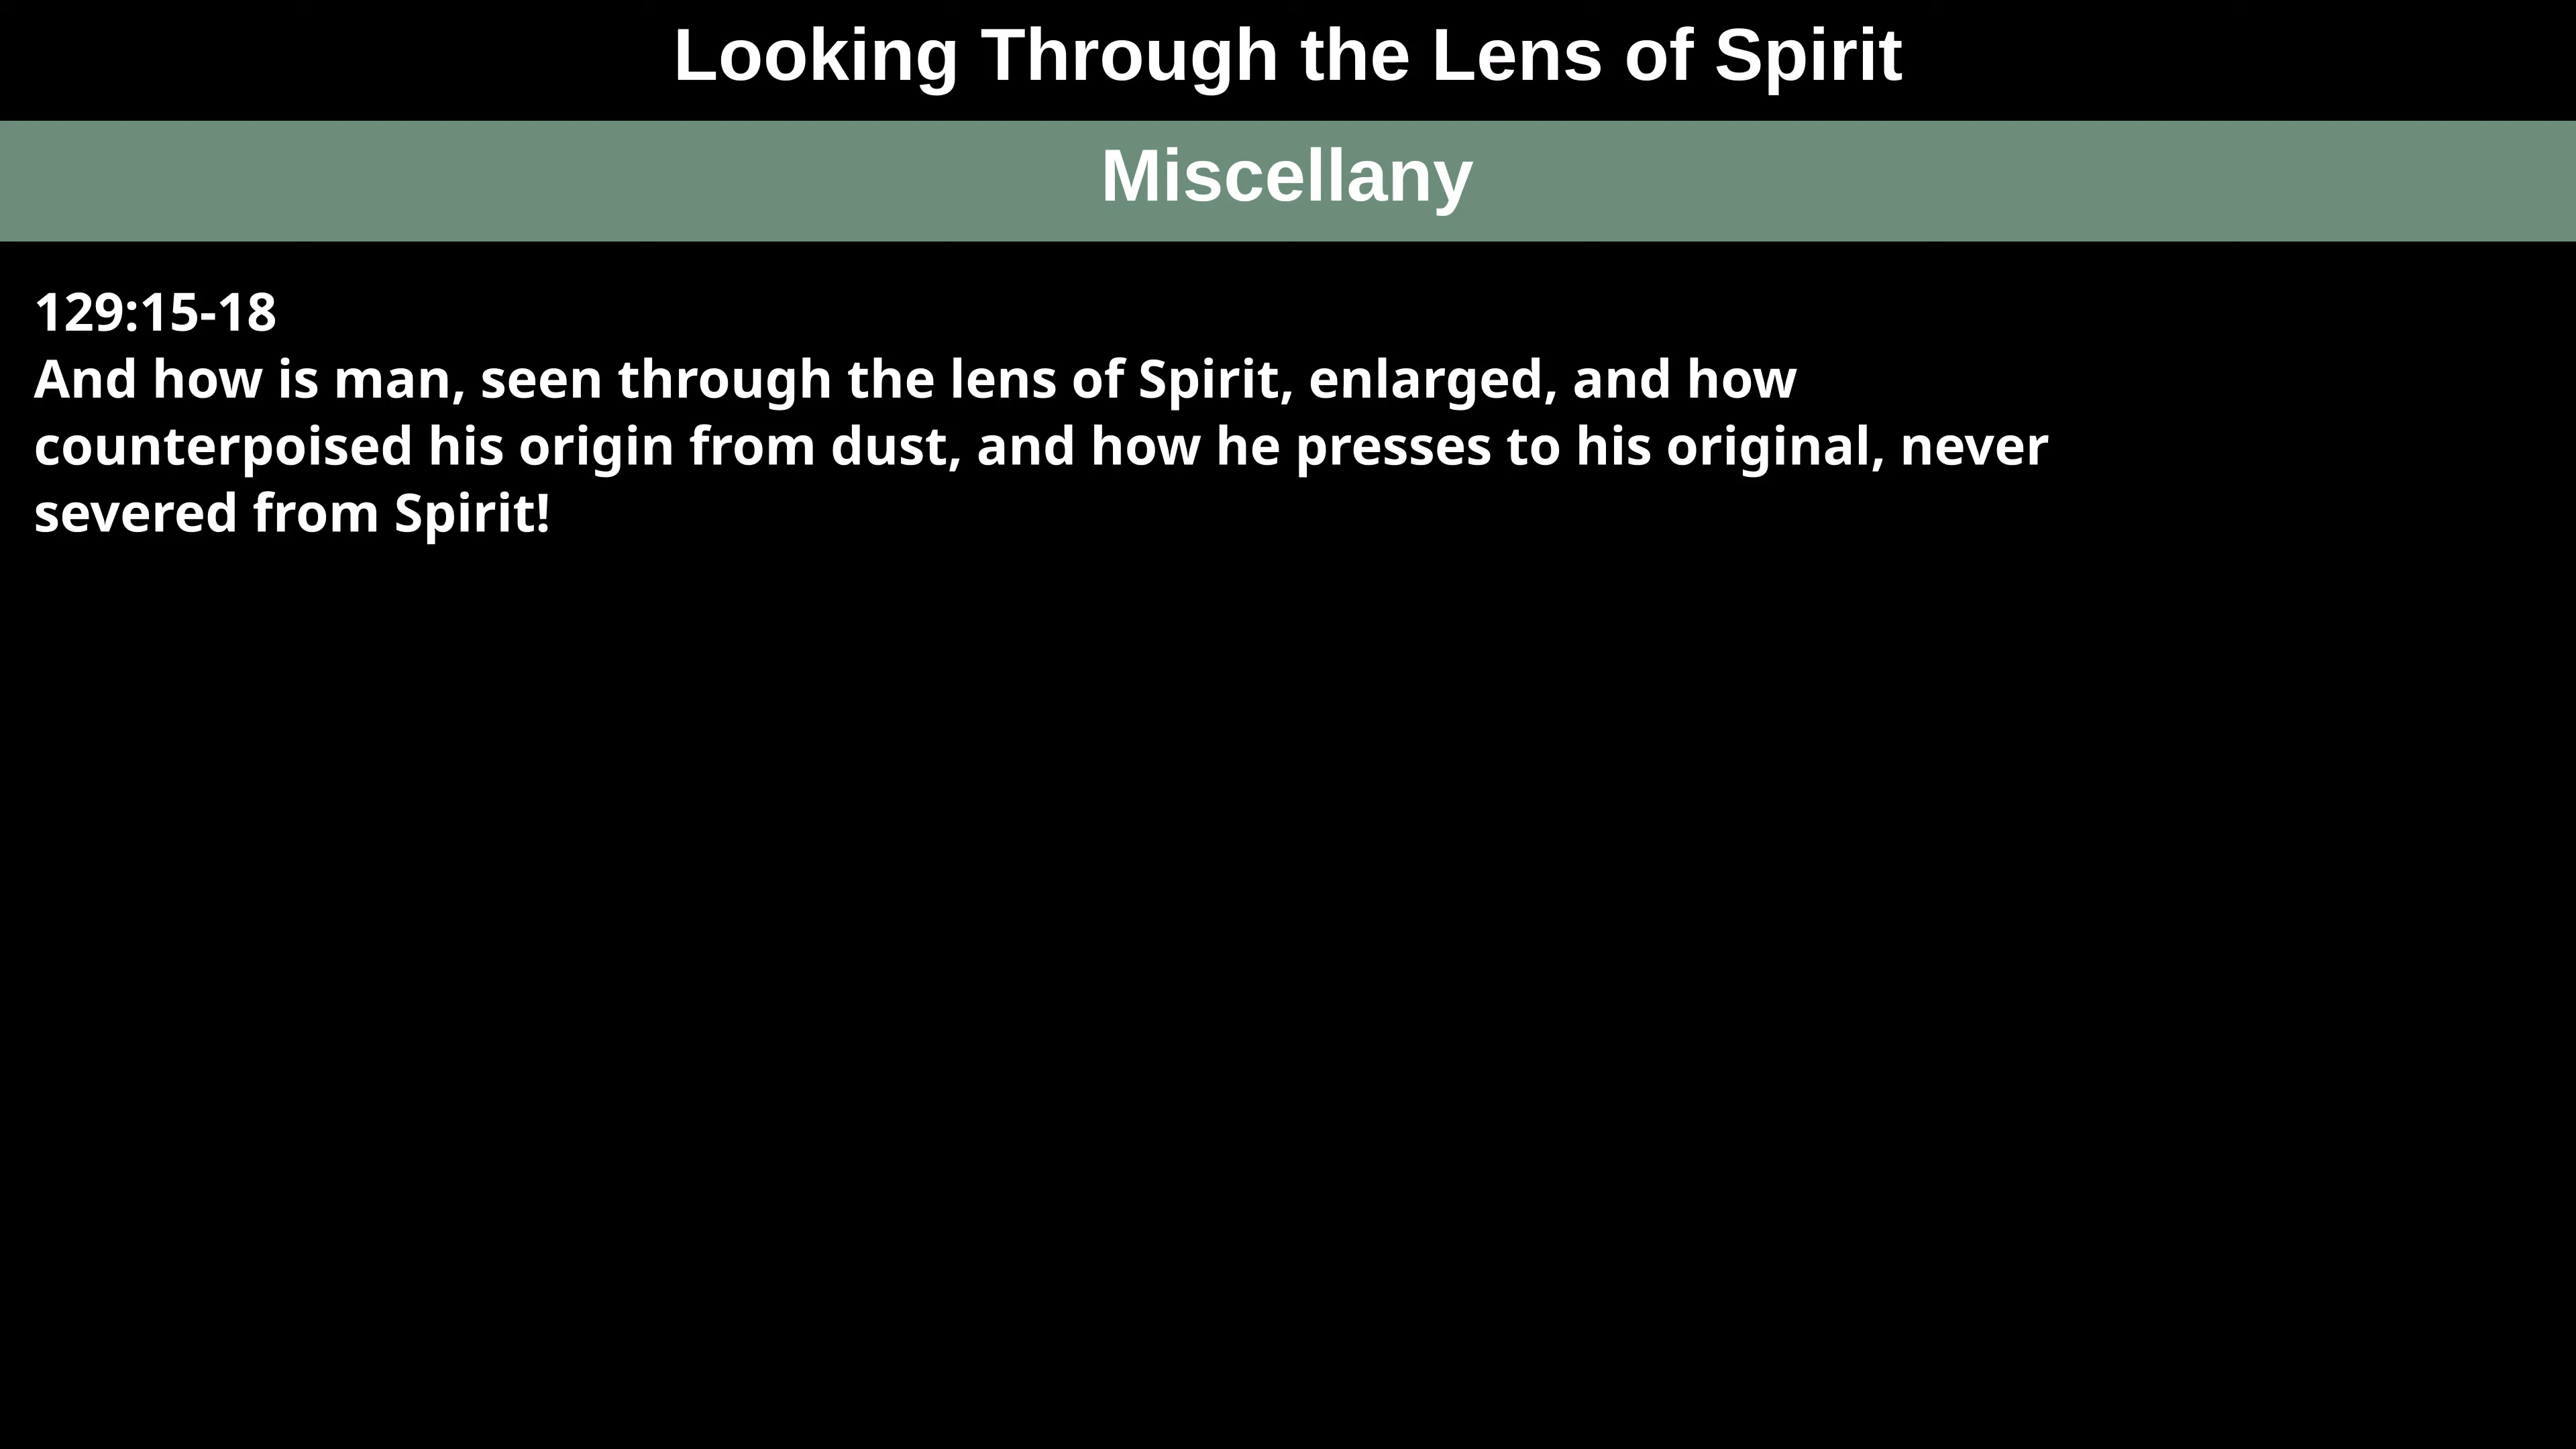 Looking Through the Lens of Spirit
Miscellany
129:15-18
And how is man, seen through the lens of Spirit, enlarged, and how
counterpoised his origin from dust, and how he presses to his original, never
severed from Spirit!